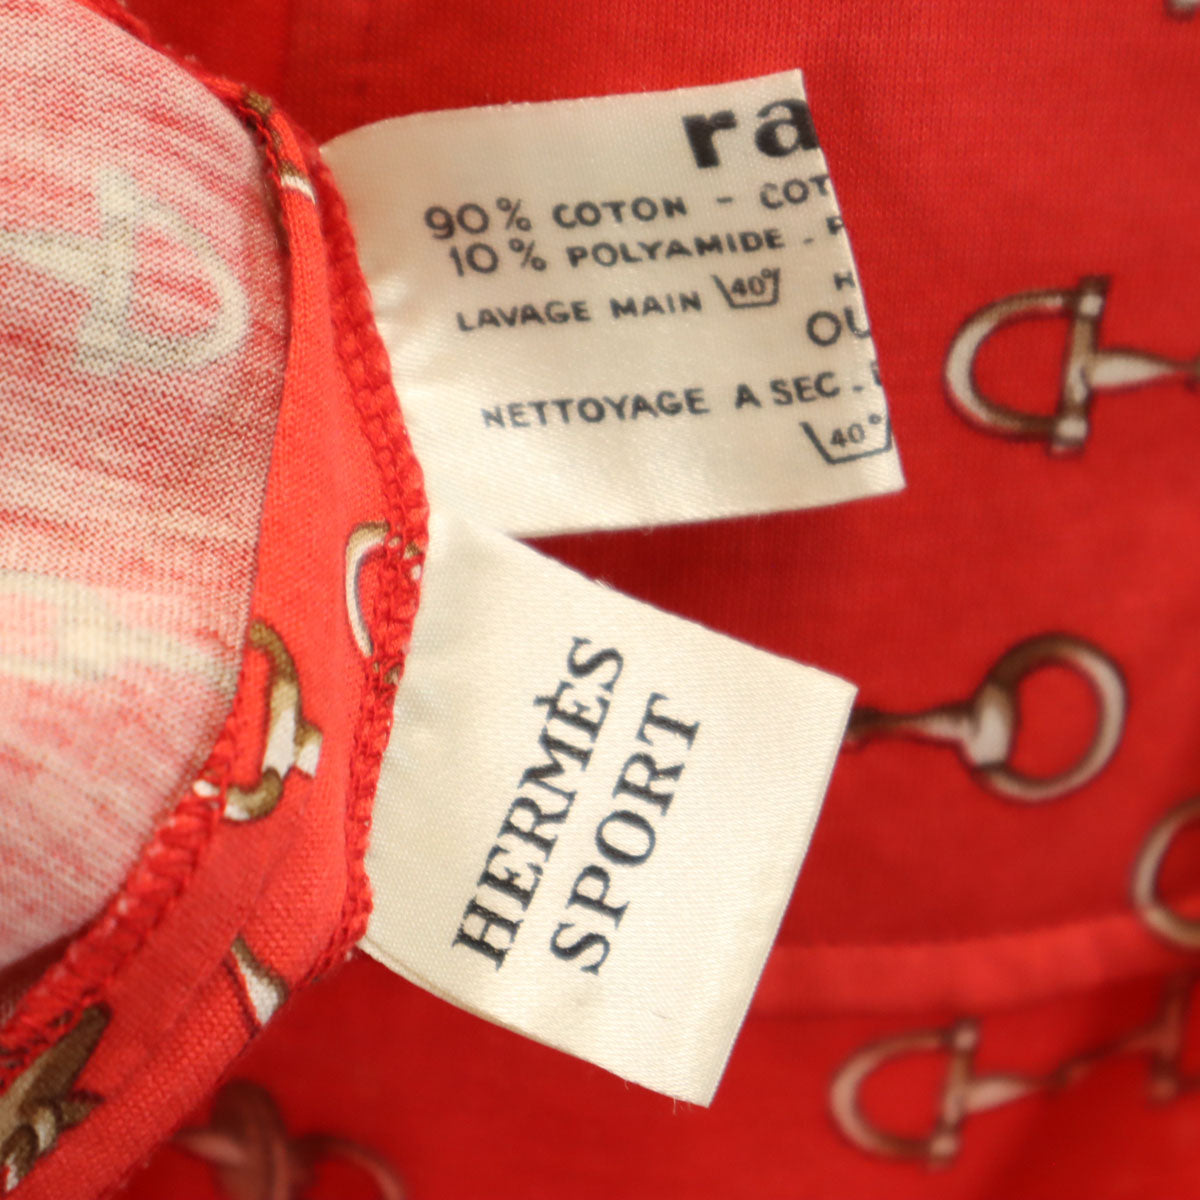 ra
90% COTON - COT
10% POLYAMIDE - P
LAVAGE MAIN 40° H
OU
NETTOYAGE A SEC -
40°
HERMÈS
SPORT